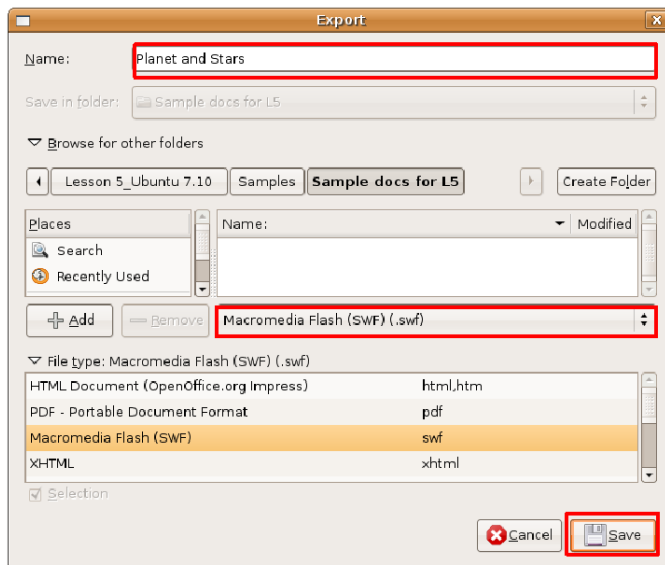 Export
Name: Planet and Stars
Save in folder: Sample docs for L5
Browse for other folders
Lesson 5_Ubuntu 7.10 Samples Sample docs for L5 Create Folder
Places Name: Modified
Search
Recently Used
Add Remove Macromedia Flash (SWF) (.swf)
File type: Macromedia Flash (SWF) (.swf)
HTML Document (OpenOffice.org Impress) html,htm
PDF - Portable Document Format pdf
Macromedia Flash (SWF) swf
XHTML xhtml
Selection
Cancel Save